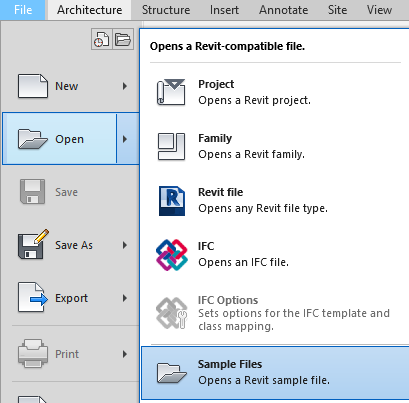 File Architecture Structure Insert Annotate Site View
New
Open
Save
Save As
Export
Print
Opens a Revit-compatible file.
Project
Opens a Revit project.
Family
Opens a Revit family.
Revit file
Opens any Revit file type.
IFC
Opens an IFC file.
IFC Options
Sets options for the IFC template and
class mapping.
Sample Files
Opens a Revit sample file.